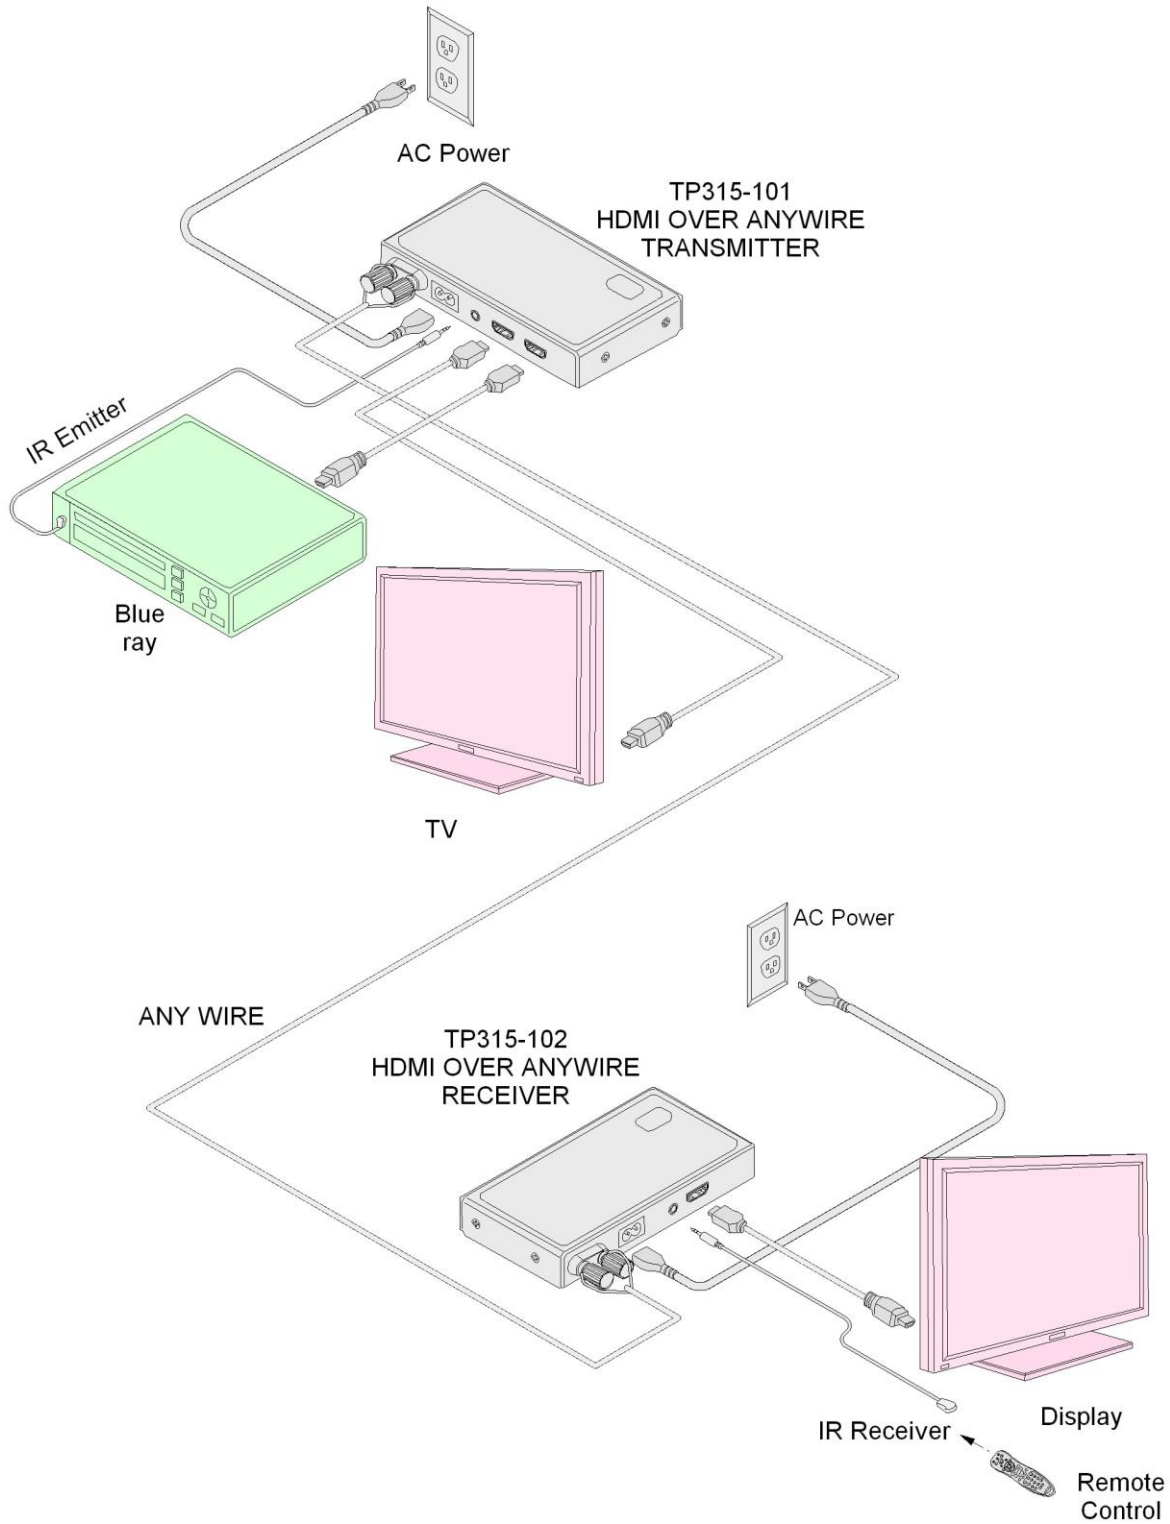 AC Power
TP315-101
HDMI OVER ANYWIRE
TRANSMITTER
IR Emitter
Blue
ray
TV
AC Power
ANY WIRE
TP315-102
HDMI OVER ANYWIRE
RECEIVER
IR Receiver
Display
Remote
Control